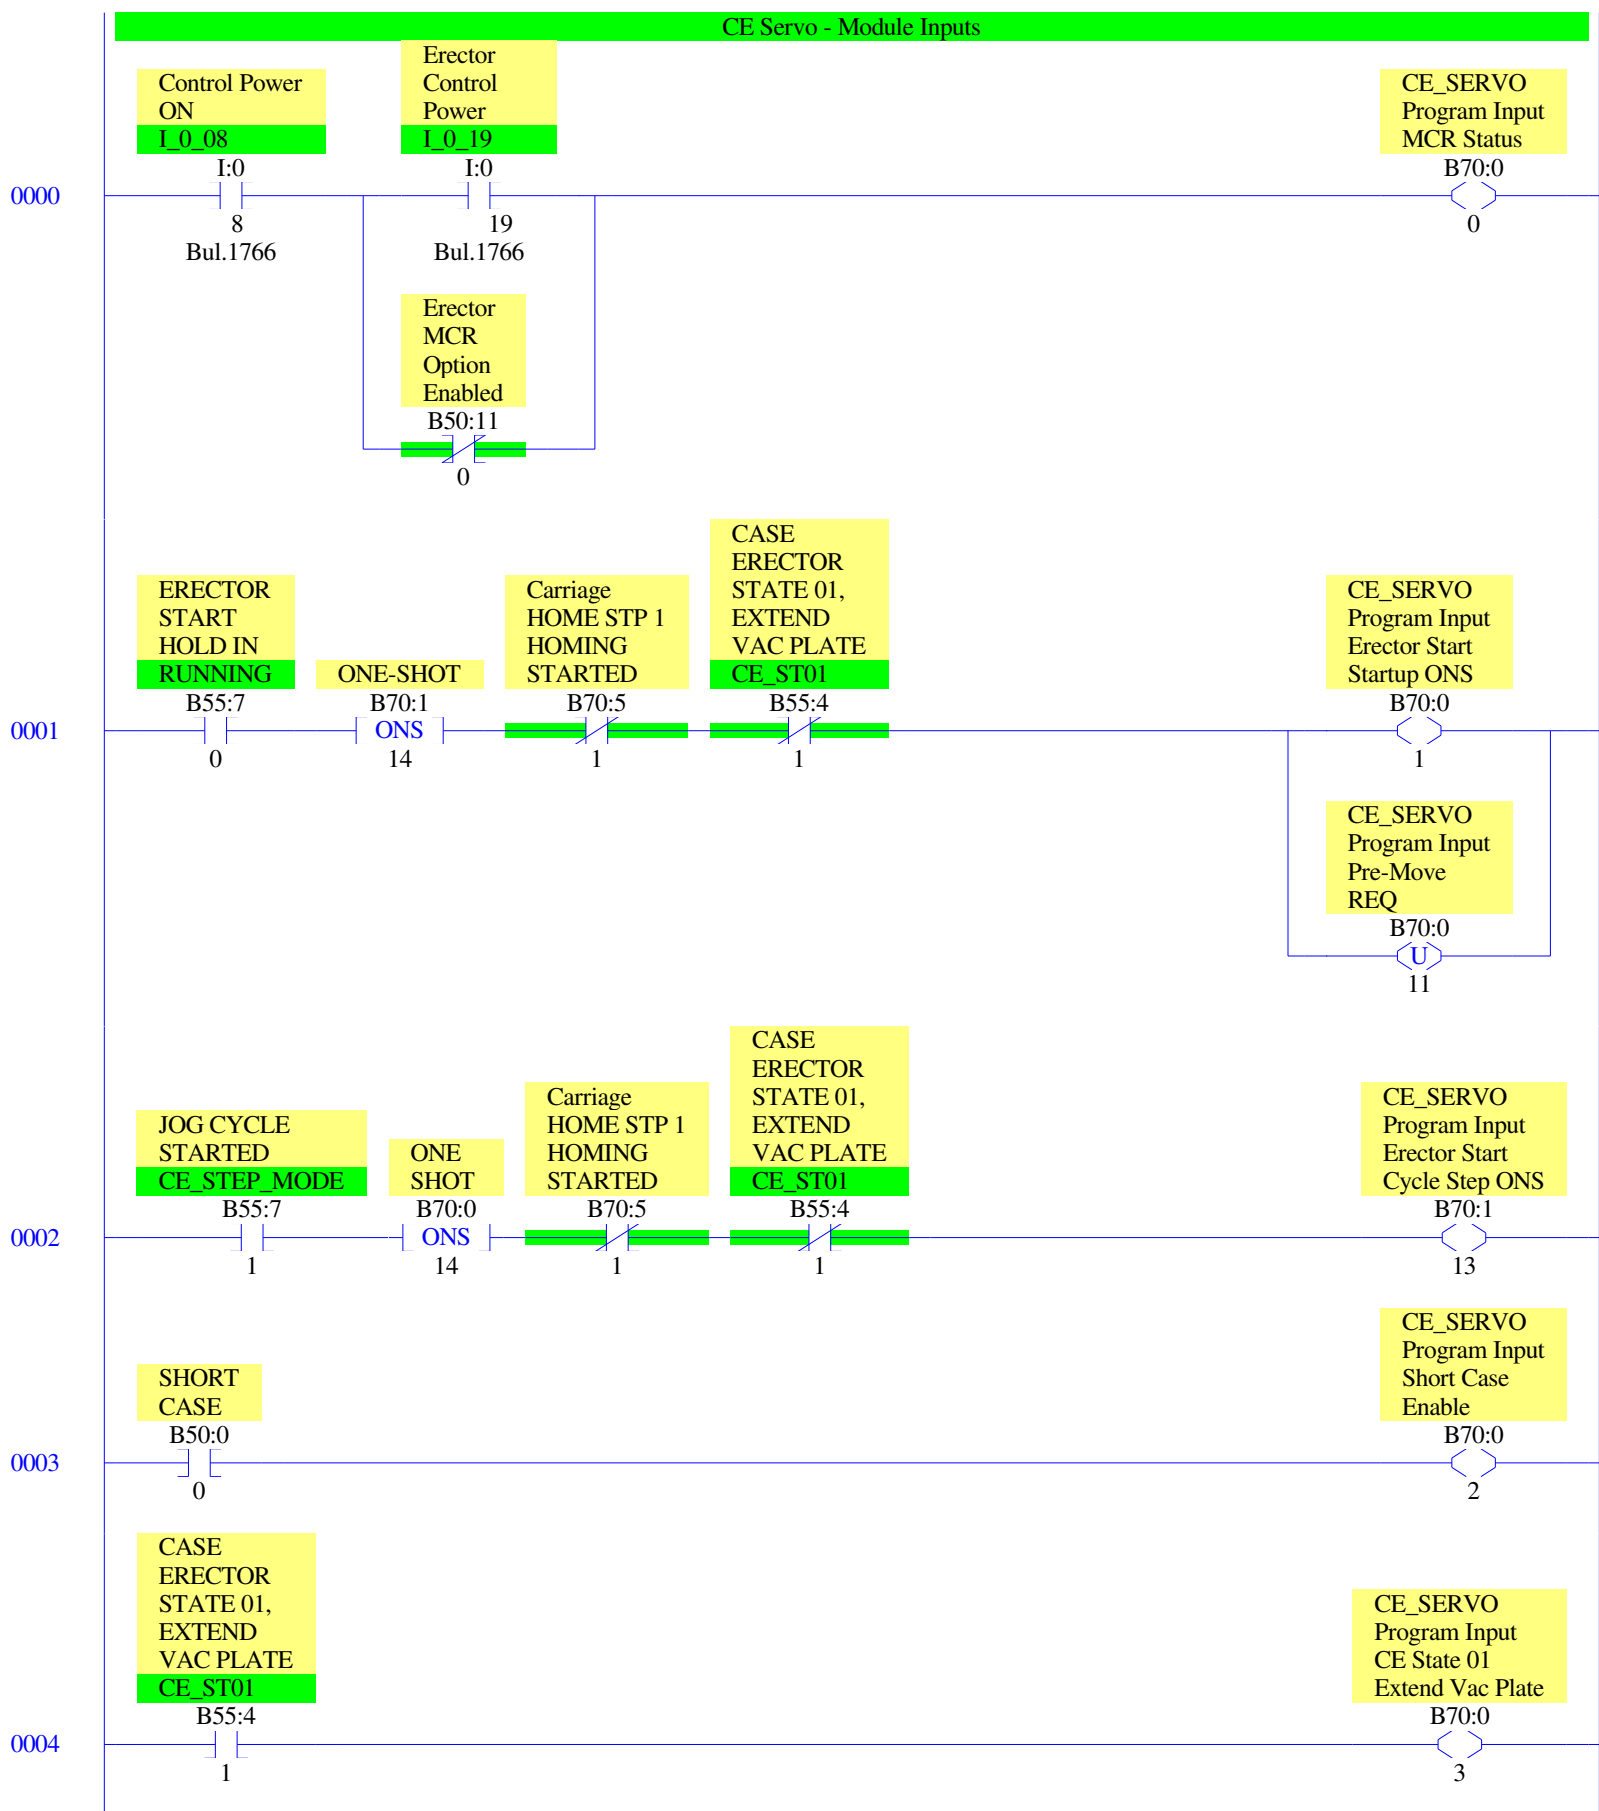 CE Servo - Module Inputs
Control Power
ON
I_0_08
I:0
8
Bul.1766
Erector
Control
Power
I_0_19
I:0
19
Bul.1766
Erector
MCR
Option
Enabled
B50:11
0
CE_SERVO
Program Input
MCR Status
B70:0
0
0000
ERECTOR
START
HOLD IN
RUNNING
B55:7
0
ONE-SHOT
B70:1
ONS
14
Carriage
HOME STP 1
HOMING
STARTED
B70:5
1
CASE
ERECTOR
STATE 01,
EXTEND
VAC PLATE
CE_ST01
B55:4
1
CE_SERVO
Program Input
Erector Start
Startup ONS
B70:0
1
CE_SERVO
Program Input
Pre-Move
REQ
B70:0
U
11
0001
JOG CYCLE
STARTED
CE_STEP_MODE
B55:7
1
ONE
SHOT
B70:0
ONS
14
Carriage
HOME STP 1
HOMING
STARTED
B70:5
1
CASE
ERECTOR
STATE 01,
EXTEND
VAC PLATE
CE_ST01
B55:4
1
CE_SERVO
Program Input
Erector Start
Cycle Step ONS
B70:1
13
0002
SHORT
CASE
B50:0
0
CE_SERVO
Program Input
Short Case
Enable
B70:0
2
0003
CASE
ERECTOR
STATE 01,
EXTEND
VAC PLATE
CE_ST01
B55:4
1
CE_SERVO
Program Input
CE State 01
Extend Vac Plate
B70:0
3
0004